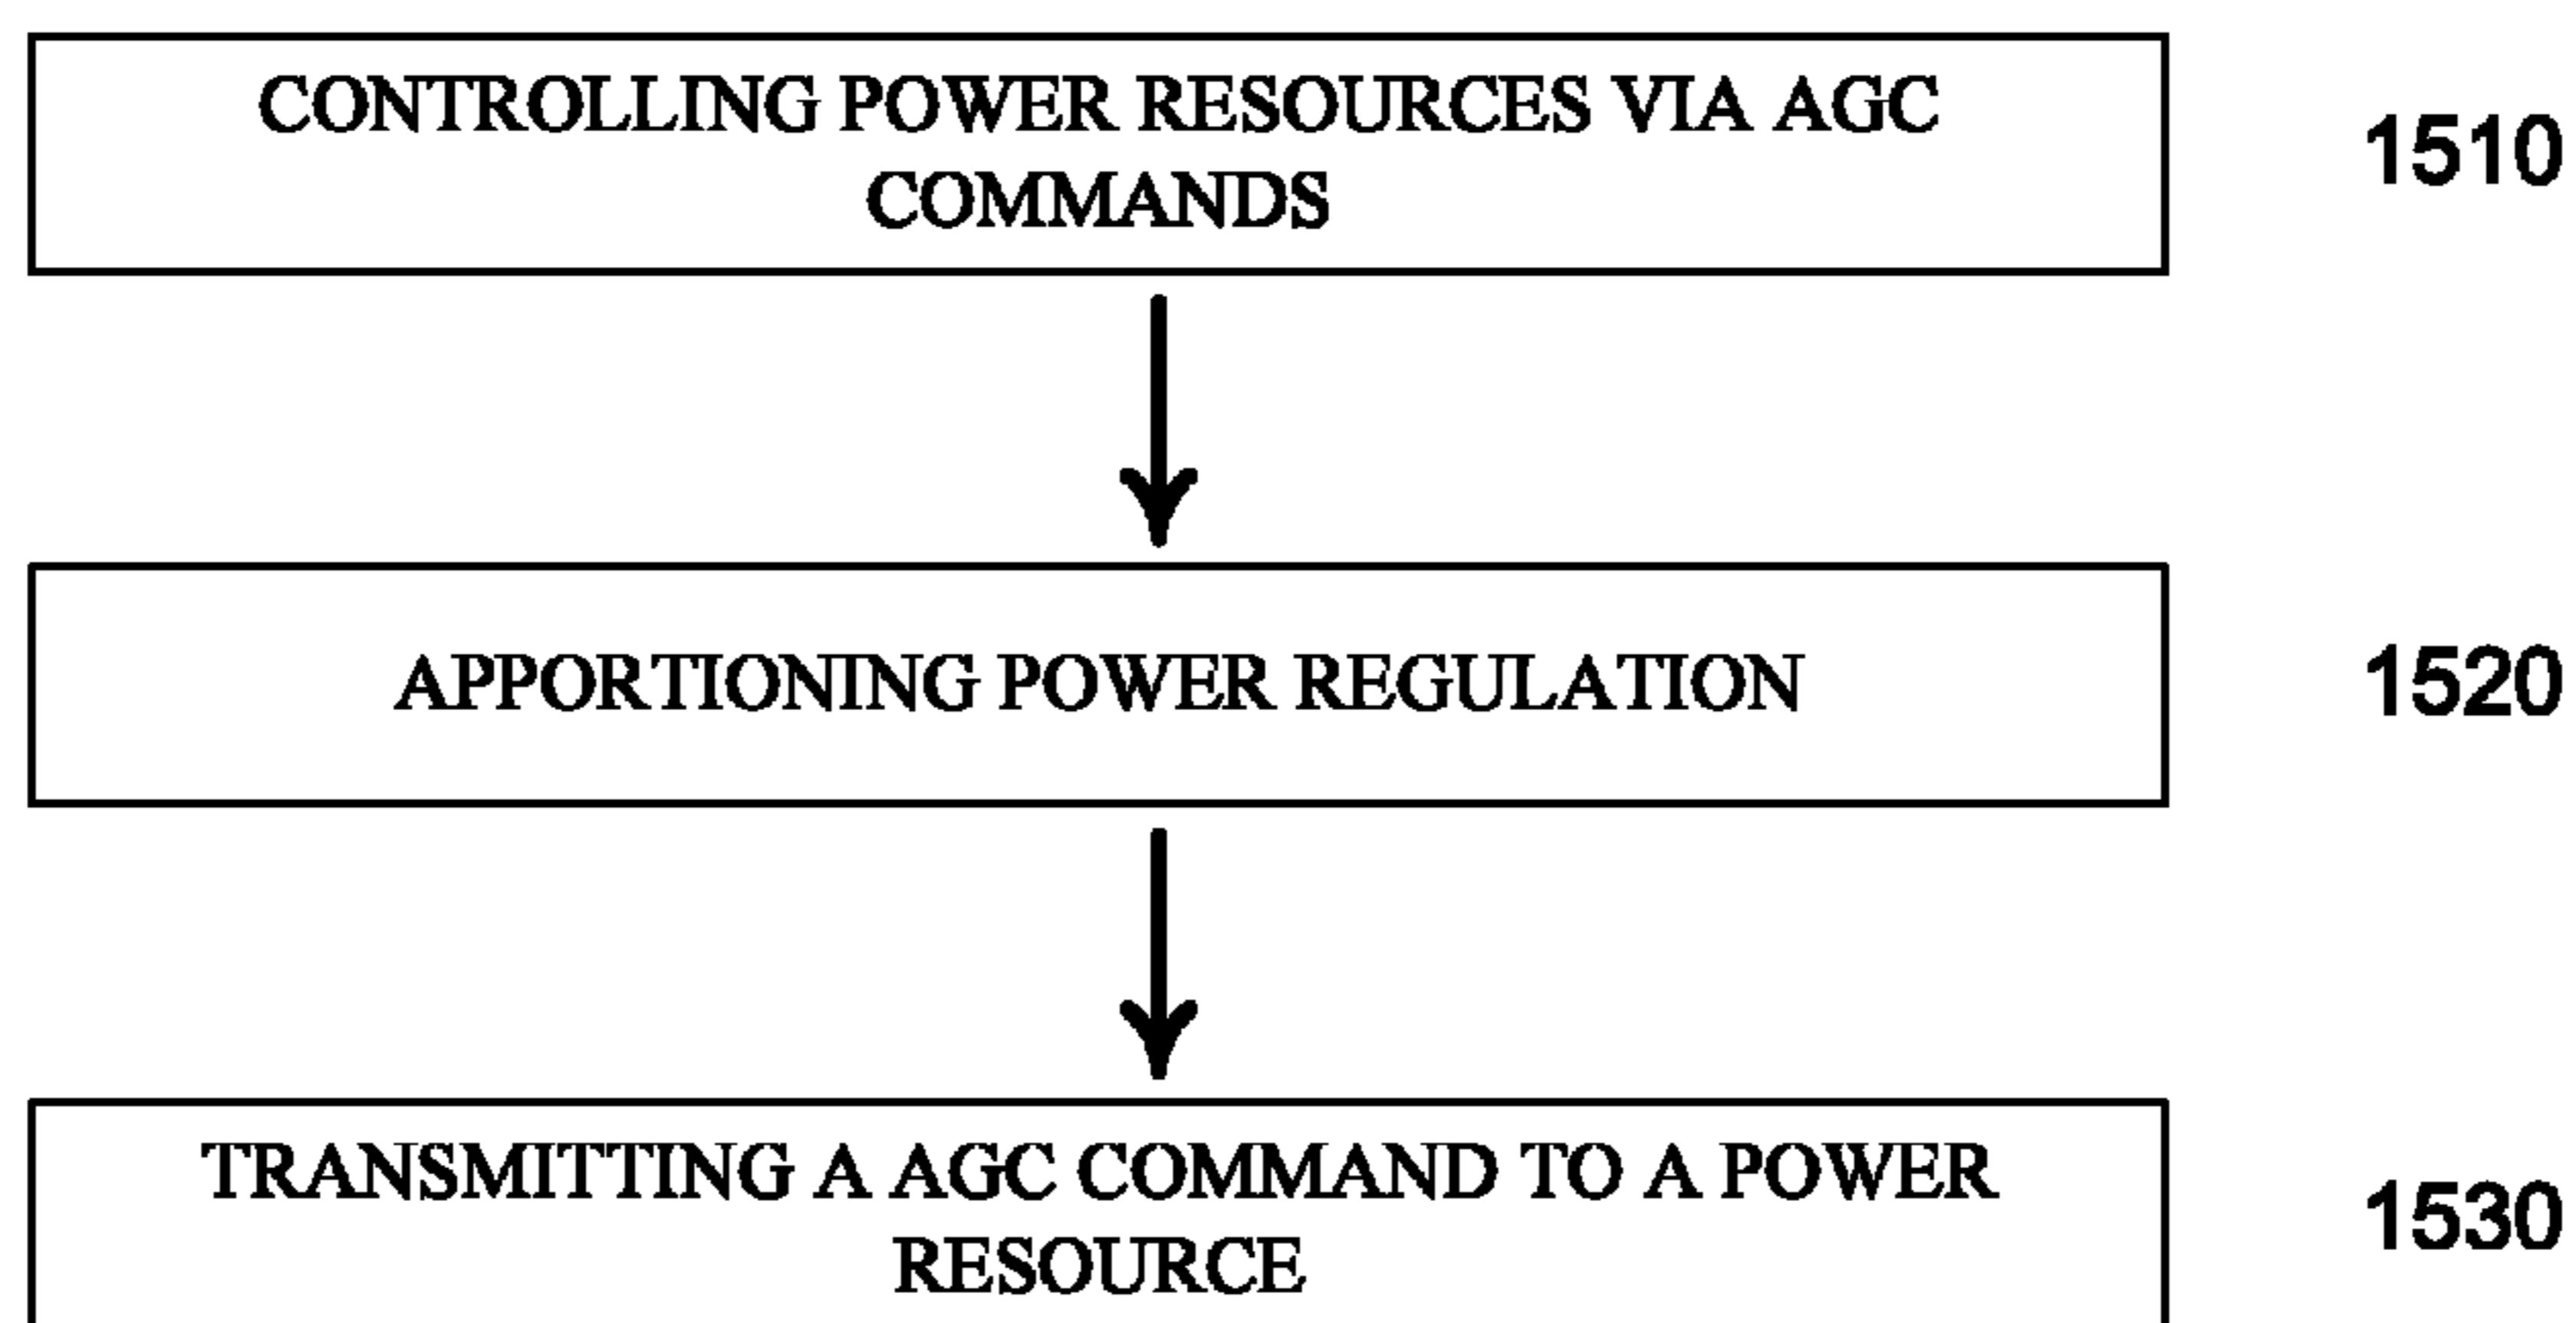 CONTROLLING POWER RESOURCES VIA AGC
COMMANDS
1510
APPORTIONING POWER REGULATION
1520
TRANSMITTING A AGC COMMAND TO A POWER
RESOURCE
1530